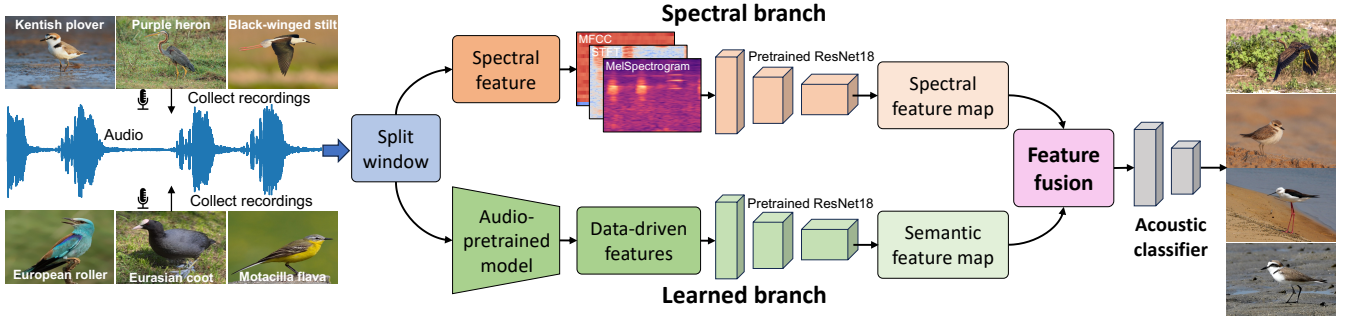 Kentish plover
Purple heron
Black-winged stilt
Collect recordings
Audio
Collect recordings
European roller
Eurasian coot
Motacilla flava
Split
window
Spectral branch
Spectral
feature
MFCC
STFT
MelSpectrogram
Pretrained ResNet18
Spectral
feature map
Audio-
pretrained
model
Data-driven
features
Pretrained ResNet18
Semantic
feature map
Learned branch
Feature
fusion
Acoustic
classifier